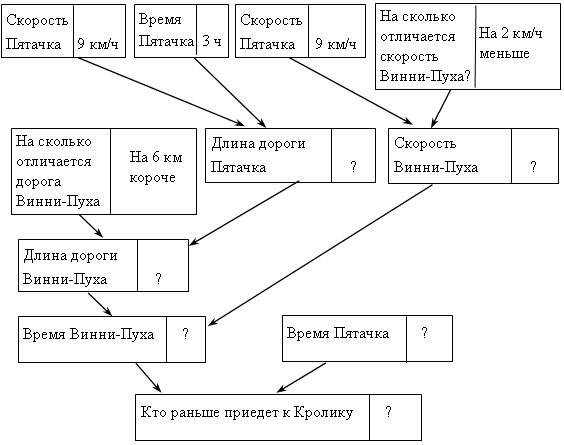 Скорость
Пятачка
9 км/ч
Время
Пятачка
3 ч
Скорость
Пятачка
9 км/ч
На сколько
отличается
скорость
Винни-Пуха?
На 2 км/ч
меньше
На сколько
отличается
дорога
Винни-Пуха
На 6 км
короче
Длина дороги
Пятачка
?
Скорость
Винни-Пуха
?
Длина дороги
Винни-Пуха
?
Время Винни-Пуха
?
Время Пятачка
?
Кто раньше приедет к Кролику
?